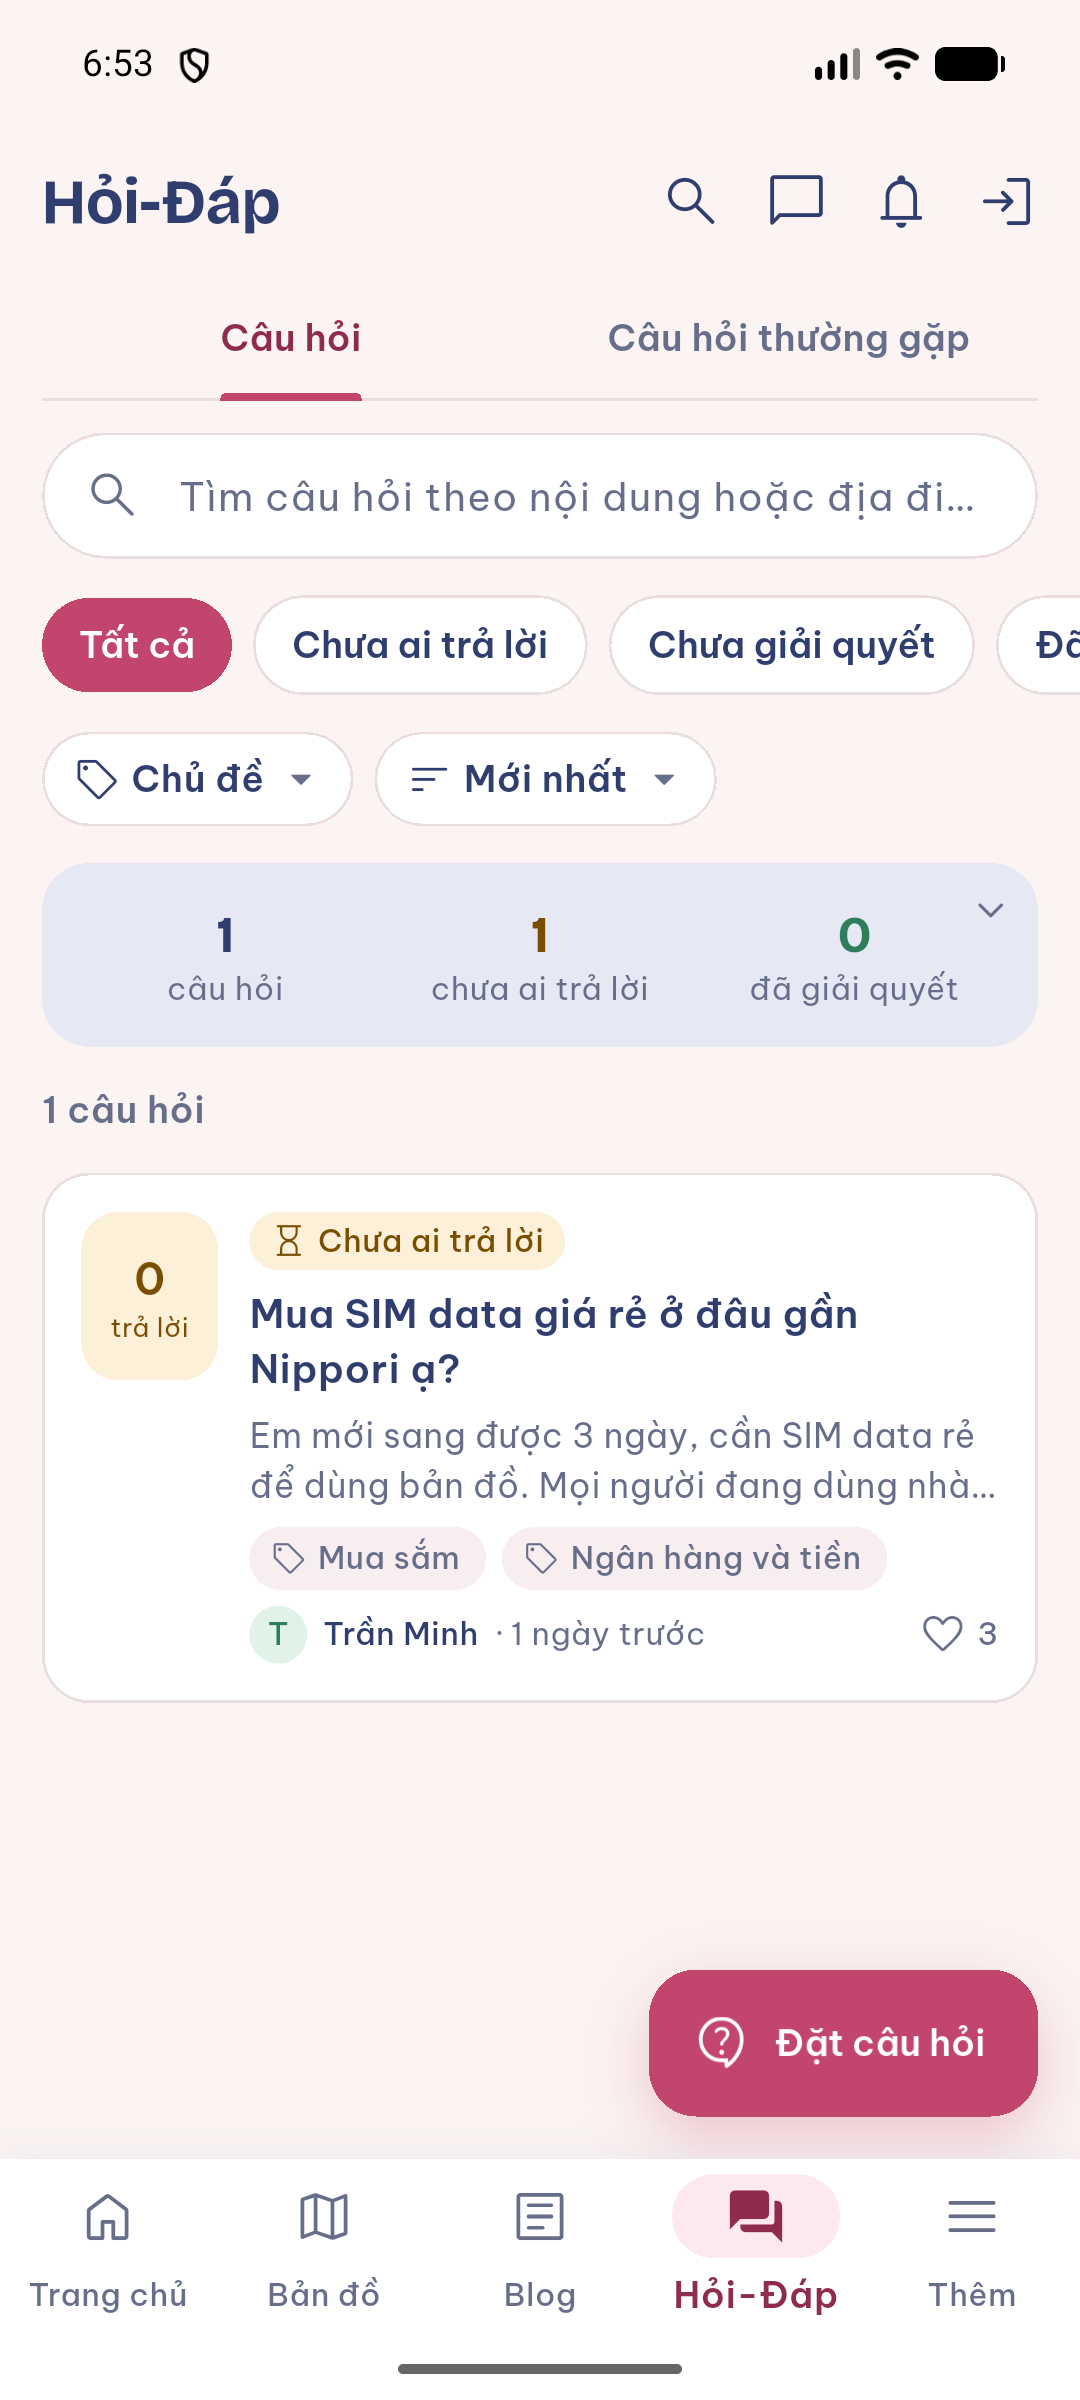 6:53
Hỏi-Đáp
Câu hỏi
Câu hỏi thường gặp
Tìm câu hỏi theo nội dung hoặc địa đi...
Tất cả
Chưa ai trả lời
Chưa giải quyết
Đã
Chủ đề
Mới nhất
1
câu hỏi
1
chưa ai trả lời
0
đã giải quyết
1 câu hỏi
0
trả lời
Chưa ai trả lời
Mua SIM data giá rẻ ở đâu gần
Nippori ạ?
Em mới sang được 3 ngày, cần SIM data rẻ
để dùng bản đồ. Mọi người đang dùng nhà...
Mua sắm
Ngân hàng và tiền
T
Trần Minh · 1 ngày trước
3
Đặt câu hỏi
Trang chủ
Bản đồ
Blog
Hỏi-Đáp
Thêm